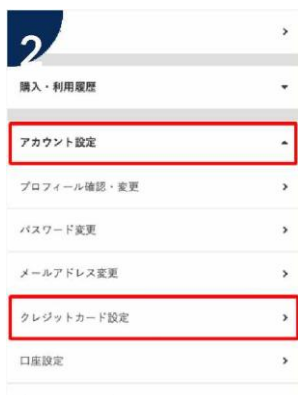 2
購入・利用履歴
アカウント設定
プロフィール確認・変更
パスワード変更
メールアドレス変更
クレジットカード設定
口座設定